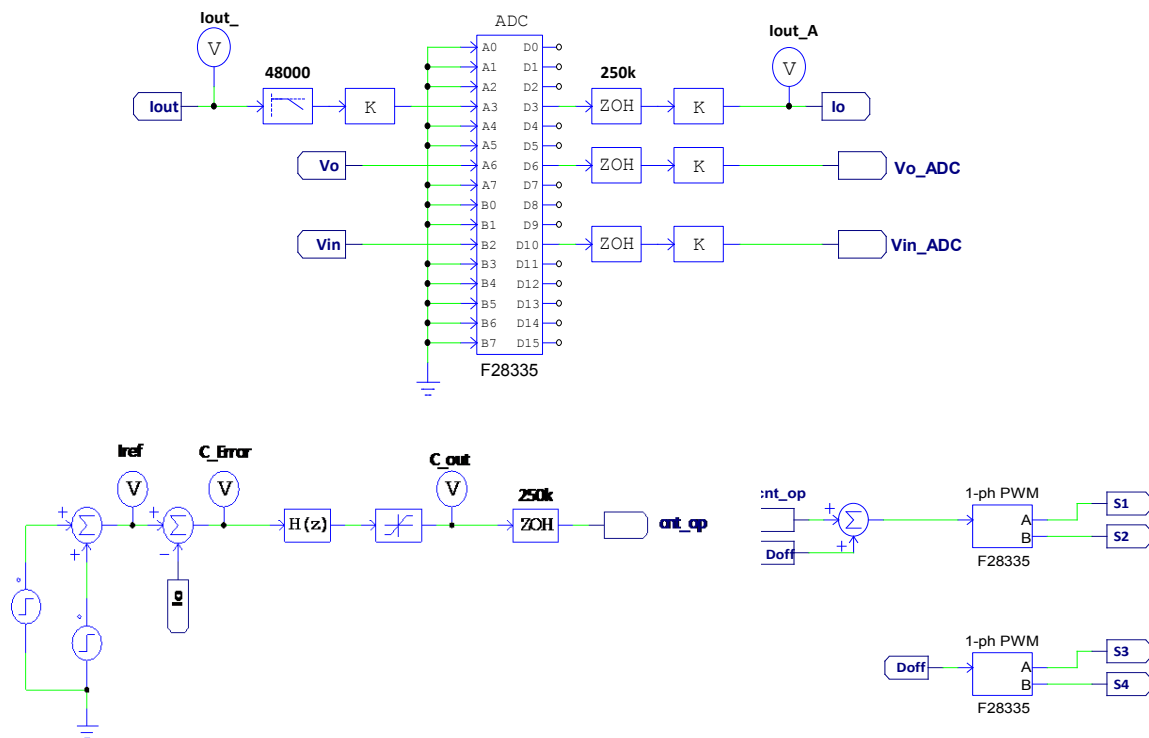 ADC
Iout_
Iout_A
48000
250k
Iout
K
ZOH
K
Io
V
V
A0 D0
A1 D1
A2 D2
A3 D3
A4 D4
A5 D5
A6 D6
A7 D7
B0 D8
B1 D9
B2 D10
B3 D11
B4 D12
B5 D13
B6 D14
B7 D15
Vo
ZOH
K
Vo_ADC
Vin
ZOH
K
Vin_ADC
F28335
Iref
C_Error
C_out
250k
V
V
V
+
Σ
+
+
Σ
−
H(z)
ZOH
cnt_op
Io
cnt_op
+
Σ
+
Doff
1-ph PWM
A
B
F28335
S1
S2
Doff
1-ph PWM
A
B
F28335
S3
S4